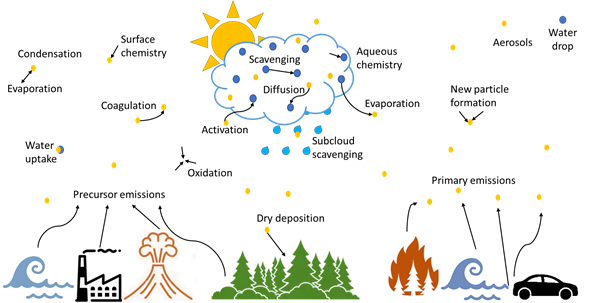 Condensation
Evaporation
Surface
chemistry
Coagulation
Water
uptake
Scavenging
Diffusion
Activation
Aqueous
chemistry
Evaporation
Subcloud
scavenging
Oxidation
Aerosols
Water
drop
New particle
formation
Precursor emissions
Dry deposition
Primary emissions